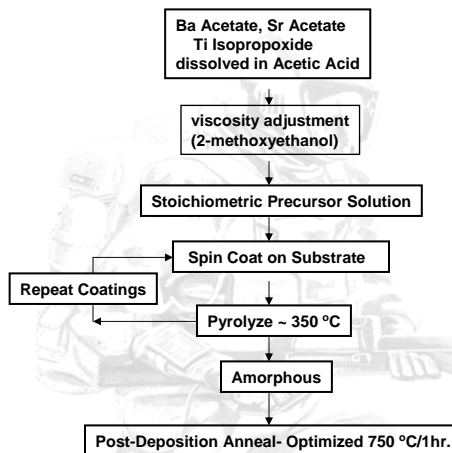 Ba Acetate, Sr Acetate
Ti Isopropoxide
dissolved in Acetic Acid
viscosity adjustment
(2-methoxyethanol)
Stoichiometric Precursor Solution
Spin Coat on Substrate
Repeat Coatings
Pyrolyze ~ 350 ºC
Amorphous
Post-Deposition Anneal- Optimized 750 ºC/1hr.